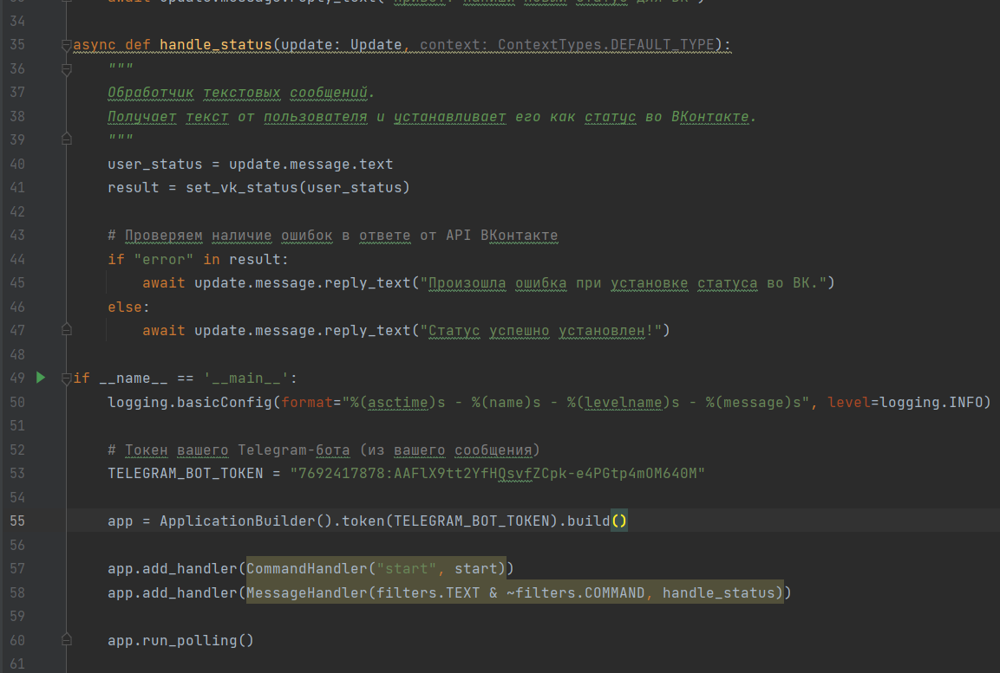 34
35 async def handle_status(update: Update, context: ContextTypes.DEFAULT_TYPE):
36 """
37 Обработчик текстовых сообщений.
38 Получает текст от пользователя и устанавливает его как статус во ВКонтакте.
39 """
40 user_status = update.message.text
41 result = set_vk_status(user_status)
42
43 # Проверяем наличие ошибок в ответе от API ВКонтакте
44 if "error" in result:
45 await update.message.reply_text("Произошла ошибка при установке статуса во ВК.")
46 else:
47 await update.message.reply_text("Статус успешно установлен!")
48
49 if __name__ == '__main__':
50 logging.basicConfig(format="%(asctime)s - %(name)s - %(levelname)s - %(message)s", level=logging.INFO)
51
52 # Токен вашего Telegram-бота (из вашего сообщения)
53 TELEGRAM_BOT_TOKEN = "7692417878:AAFlX9tt2YfHQsvfZCpk-e4PGtp4mOM640M"
54
55 app = ApplicationBuilder().token(TELEGRAM_BOT_TOKEN).build()
56
57 app.add_handler(CommandHandler("start", start))
58 app.add_handler(MessageHandler(filters.TEXT & ~filters.COMMAND, handle_status))
59
60 app.run_polling()
61